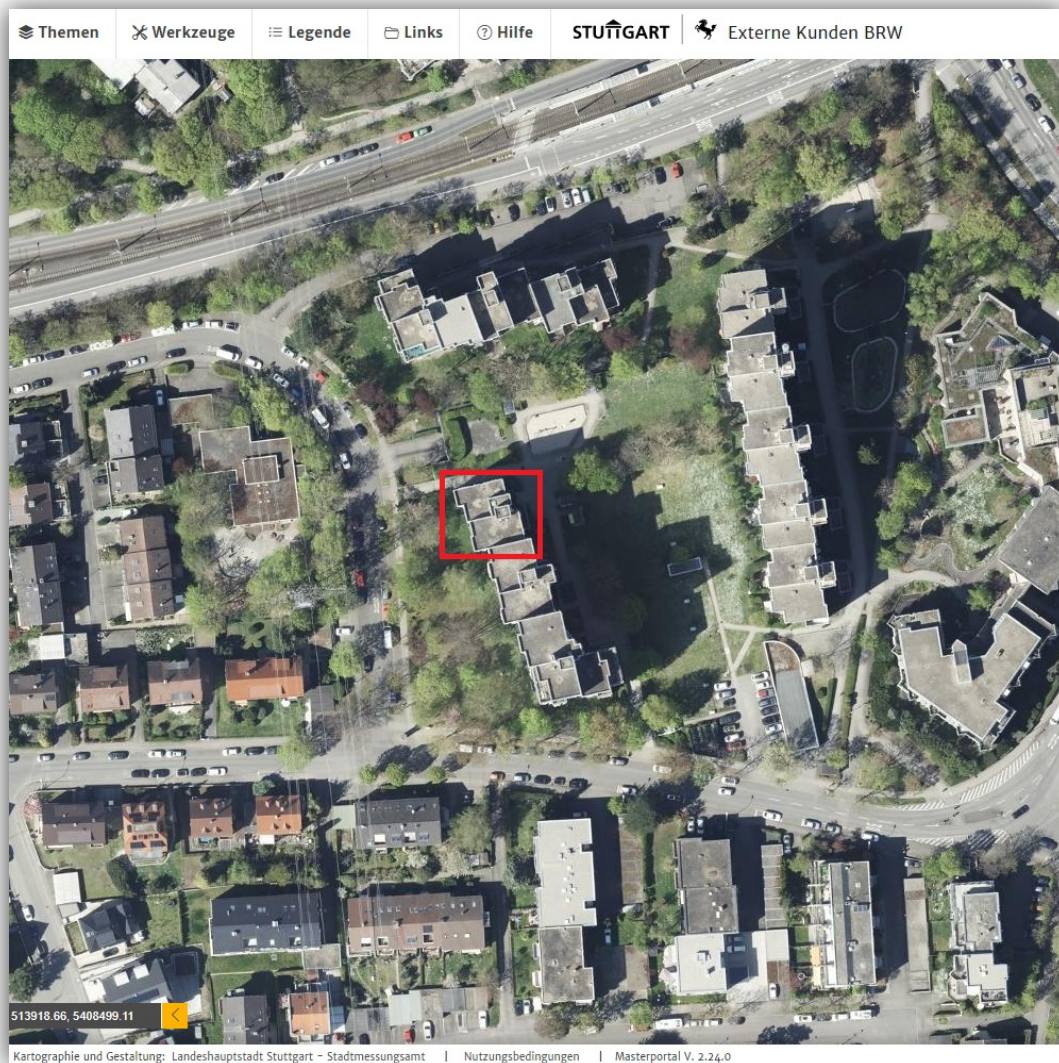 Themen Werkzeuge Legende Links Hilfe STUTTGART Externe Kunden BRW
513918.66, 5408499.11
Kartographie und Gestaltung: Landeshauptstadt Stuttgart - Stadtmessungsamt | Nutzungsbedingungen | Masterportal V. 2.24.0